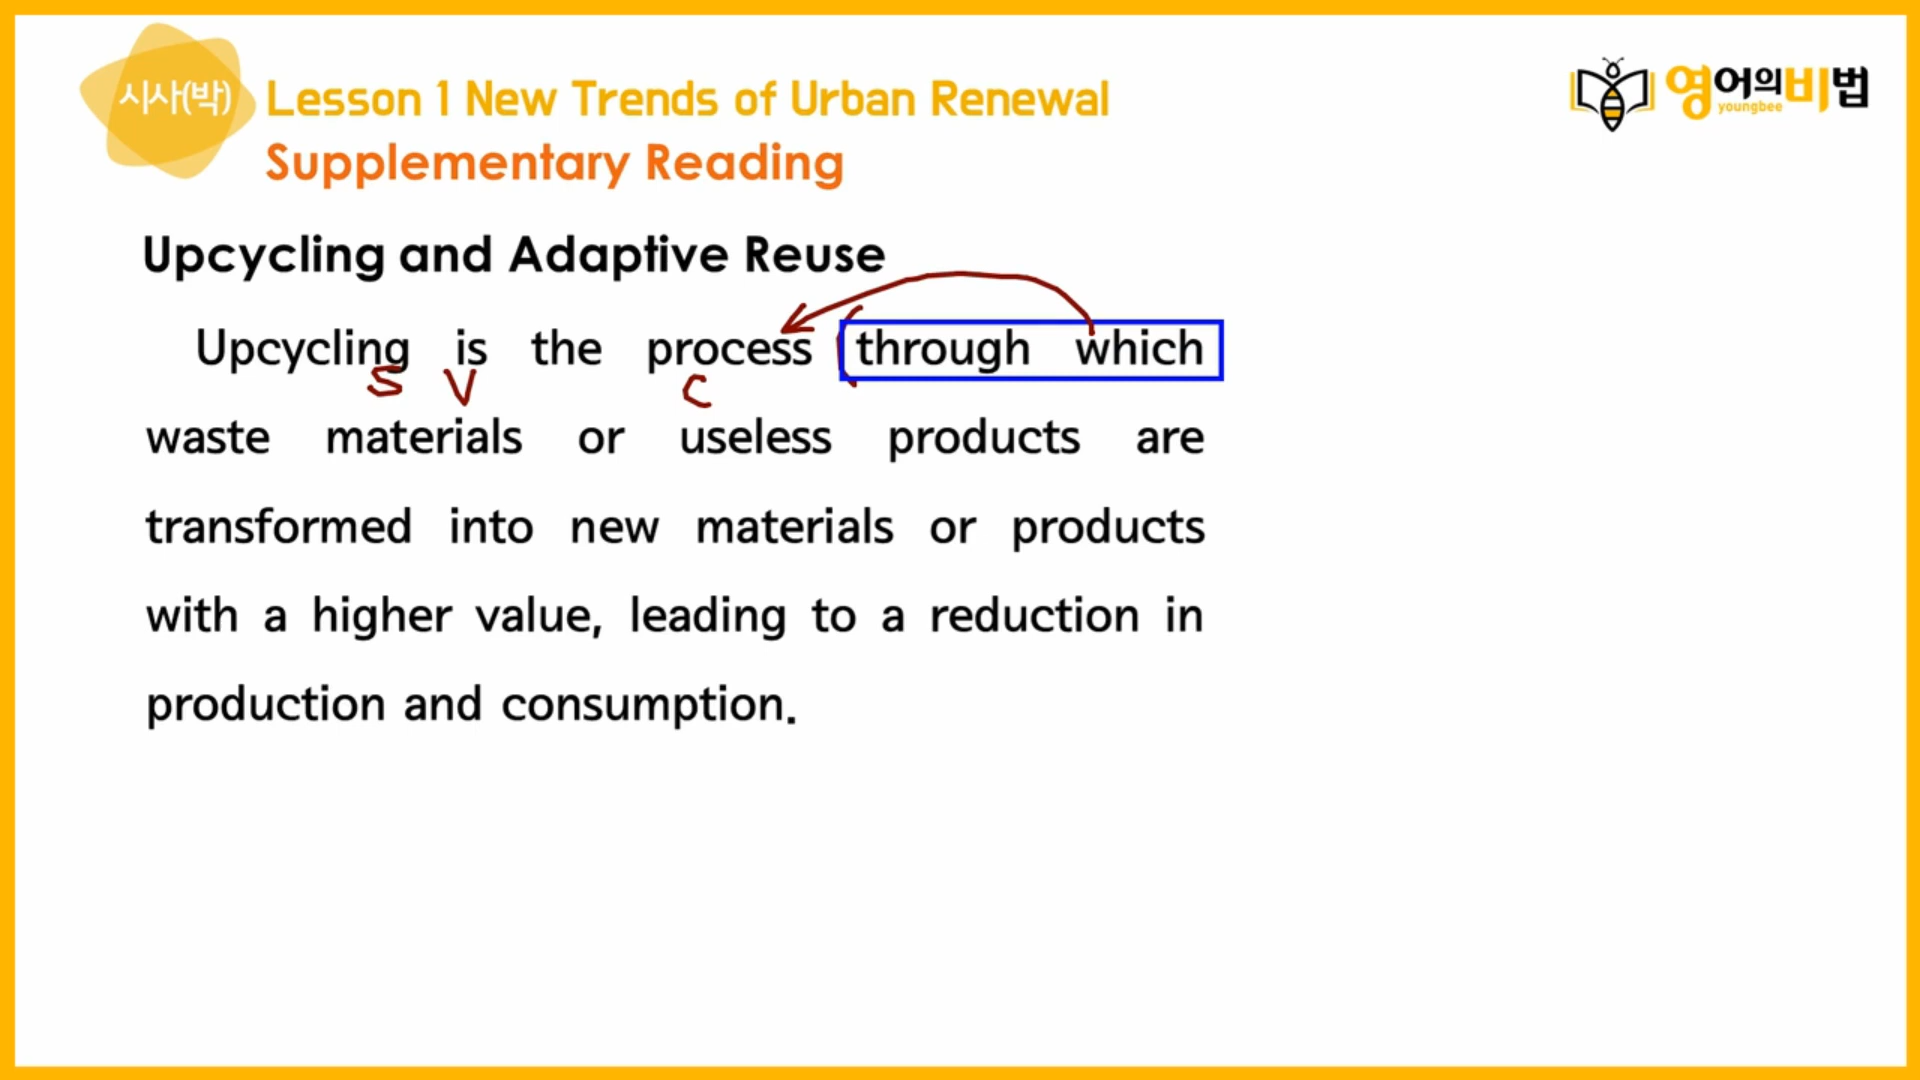 시사(박)
Lesson 1 New Trends of Urban Renewal
영어의비법
youngbee
Supplementary Reading
Upcycling and Adaptive Reuse
Upcycling is the process through which
S V C
waste materials or useless products are
transformed into new materials or products
with a higher value, leading to a reduction in
production and consumption.